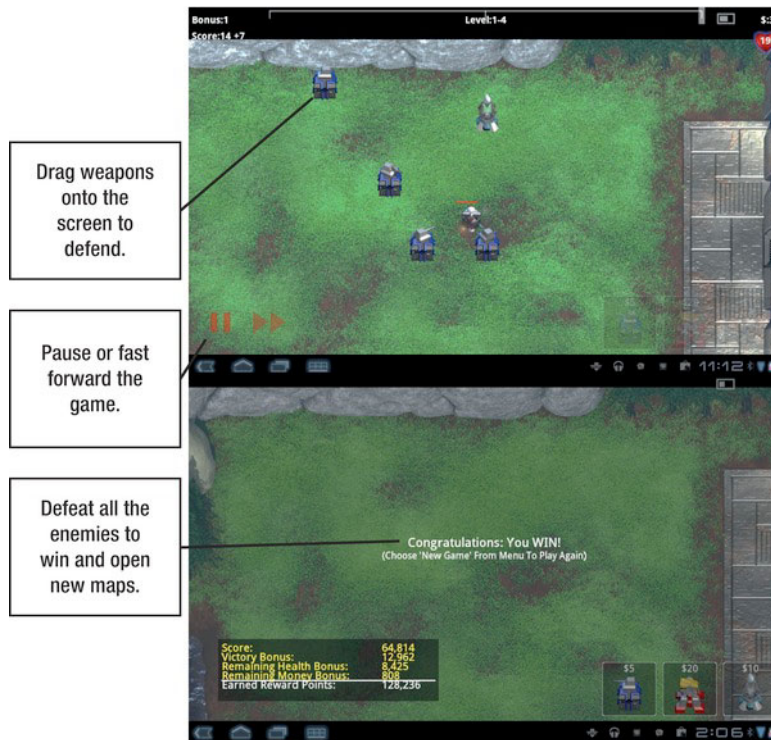 Bonus:1
Level:1-4
Score:14 +7
19
Drag weapons
onto the
screen to
defend.
Pause or fast
forward the
game.
11:12
Defeat all the
enemies to
win and open
new maps.
Congratulations: You WIN!
(Choose 'New Game' From Menu To Play Again)
Score: 64,814
Victory Bonus: 12,962
Remaining Health Bonus: 8,425
Remaining Money Bonus: 808
Earned Reward Points: 128,236
$5 $20 $10
2:06